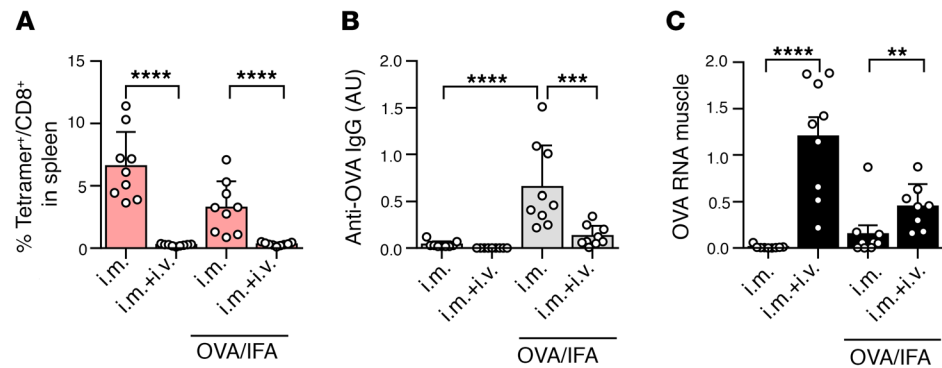 A
% Tetramer⁺/CD8⁺
in spleen
15
10
5
0
****
****
i.m.
i.m.+i.v.
i.m.
i.m.+i.v.
OVA/IFA
B
Anti-OVA IgG (AU)
2.0
1.5
1.0
0.5
0.0
****
***
i.m.
i.m.+i.v.
i.m.
i.m.+i.v.
OVA/IFA
C
OVA RNA muscle
2.0
1.5
1.0
0.5
0.0
****
**
i.m.
i.m.+i.v.
i.m.
i.m.+i.v.
OVA/IFA